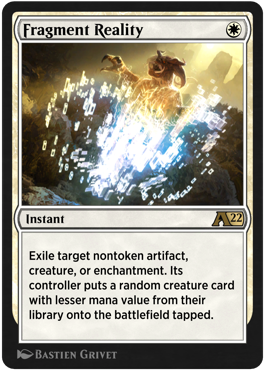 Fragment Reality
Instant
A22
Exile target nontoken artifact,
creature, or enchantment. Its
controller puts a random creature card
with lesser mana value from their
library onto the battlefield tapped.
Bastien Grivet